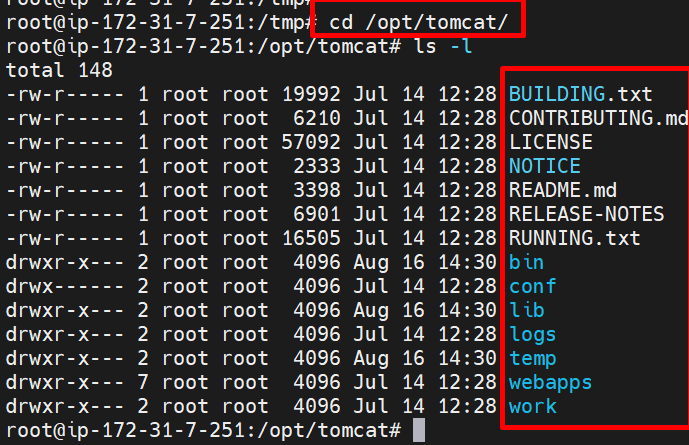 root@ip-172-31-7-251:/tmp#
root@ip-172-31-7-251:/tmp# cd /opt/tomcat/
root@ip-172-31-7-251:/opt/tomcat# ls -l
total 148
-rw-r----- 1 root root 19992 Jul 14 12:28 BUILDING.txt
-rw-r----- 1 root root  6210 Jul 14 12:28 CONTRIBUTING.md
-rw-r----- 1 root root 57092 Jul 14 12:28 LICENSE
-rw-r----- 1 root root  2333 Jul 14 12:28 NOTICE
-rw-r----- 1 root root  3398 Jul 14 12:28 README.md
-rw-r----- 1 root root  6901 Jul 14 12:28 RELEASE-NOTES
-rw-r----- 1 root root 16505 Jul 14 12:28 RUNNING.txt
drwxr-x--- 2 root root  4096 Aug 16 14:30 bin
drwx------ 2 root root  4096 Jul 14 12:28 conf
drwxr-x--- 2 root root  4096 Aug 16 14:30 lib
drwxr-x--- 2 root root  4096 Jul 14 12:28 logs
drwxr-x--- 2 root root  4096 Aug 16 14:30 temp
drwxr-x--- 7 root root  4096 Jul 14 12:28 webapps
drwxr-x--- 2 root root  4096 Jul 14 12:28 work
root@ip-172-31-7-251:/opt/tomcat#